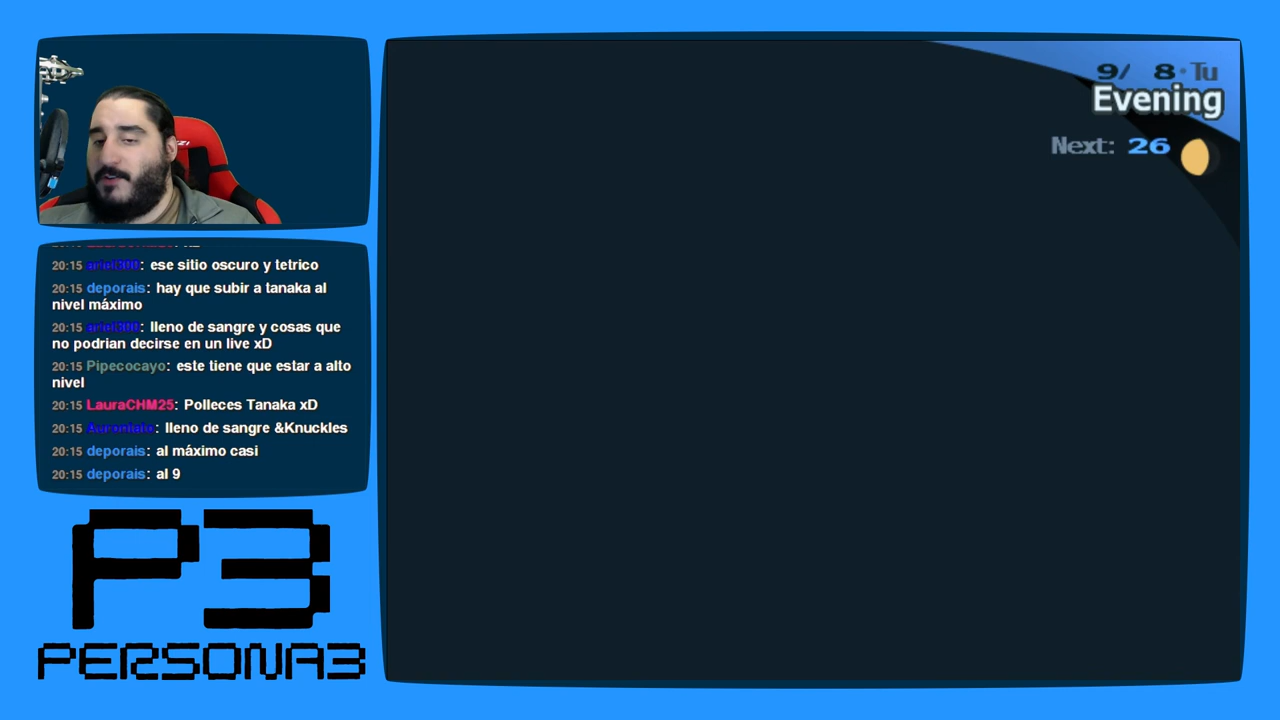 9/ 8・Tu
Evening
Next: 26
20:15 ariel300: ese sitio oscuro y tetrico
20:15 deporais: hay que subir a tanaka al
nivel máximo
20:15 ariel300: lleno de sangre y cosas que
no podrian decirse en un live xD
20:15 Pipecocayo: este tiene que estar a alto
nivel
20:15 LauraCHM25: Polleces Tanaka xD
20:15 : lleno de sangre &Knuckles
20:15 deporais: al máximo casi
20:15 deporais: al 9
P3
PERSONA3